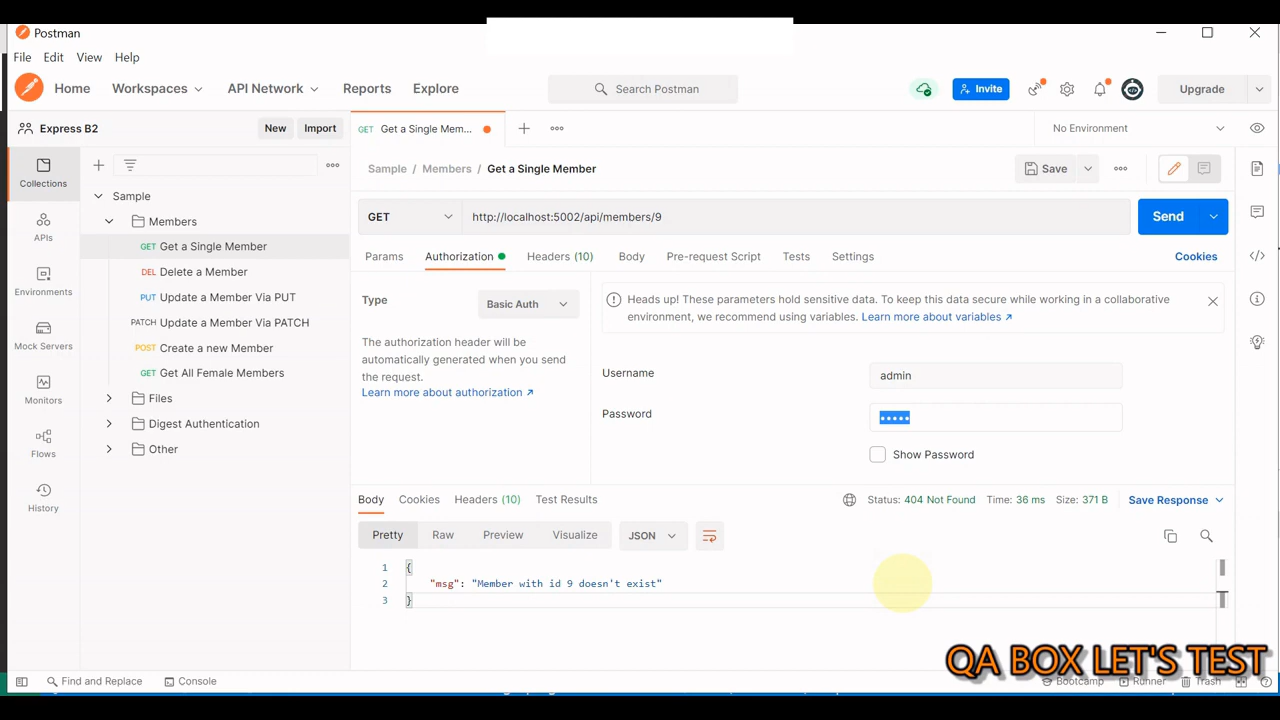 Postman
File Edit View Help
Home Workspaces API Network Reports Explore Search Postman Invite Upgrade
Express B2 New Import GET Get a Single Mem... No Environment
Collections
APIs
Environments
Mock Servers
Monitors
Flows
History
Sample
Members
GET Get a Single Member
DEL Delete a Member
PUT Update a Member Via PUT
PATCH Update a Member Via PATCH
POST Create a new Member
GET Get All Female Members
Files
Digest Authentication
Other
Sample / Members / Get a Single Member Save
GET http://localhost:5002/api/members/9 Send
Params Authorization Headers (10) Body Pre-request Script Tests Settings Cookies
Type Basic Auth
The authorization header will be
automatically generated when you send
the request.
Learn more about authorization ↗
Heads up! These parameters hold sensitive data. To keep this data secure while working in a collaborative
environment, we recommend using variables. Learn more about variables ↗
Username admin
Password •••••
Show Password
Body Cookies Headers (10) Test Results Status: 404 Not Found Time: 36 ms Size: 371 B Save Response
Pretty Raw Preview Visualize JSON
1 {
2 "msg": "Member with id 9 doesn't exist"
3 }
QA BOX LET'S TEST
Find and Replace Console Bootcamp Runner Trash